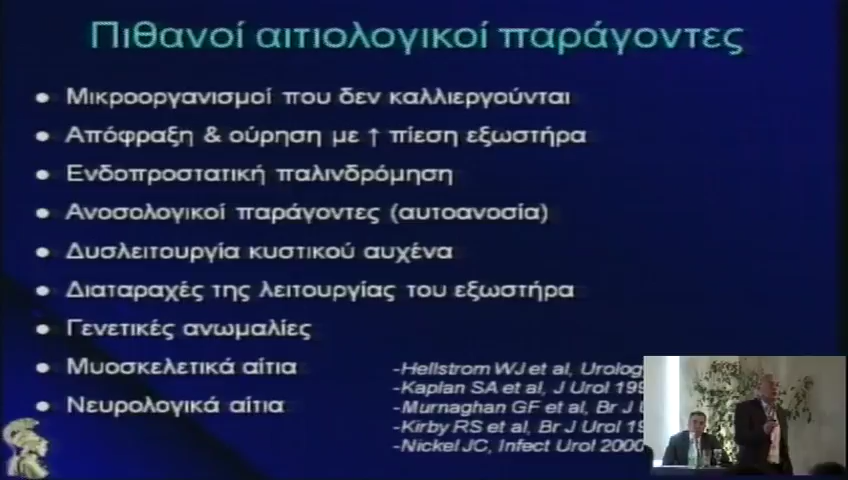 Πιθανοί αιτιολογικοί παράγοντες
● Μικροοργανισμοί που δεν καλλιεργούνται
● Απόφραξη & ούρηση με ↑ πίεση εξωστήρα
● Ενδοπροστατική παλινδρόμηση
● Ανοσολογικοί παράγοντες (αυτοανοσία)
● Δυσλειτουργία κυστικού αυχένα
● Διαταραχές της λειτουργίας του εξωστήρα
● Γενετικές ανωμαλίες
● Μυοσκελετικά αίτια
● Νευρολογικά αίτια
-Hellstrom WJ et al,
-Kaplan SA et al, J Urol
-Murnaghan GF et al, Br J
-Kirby RS et al, Br J Urol
-Nickel JC, Infect Urol 2000